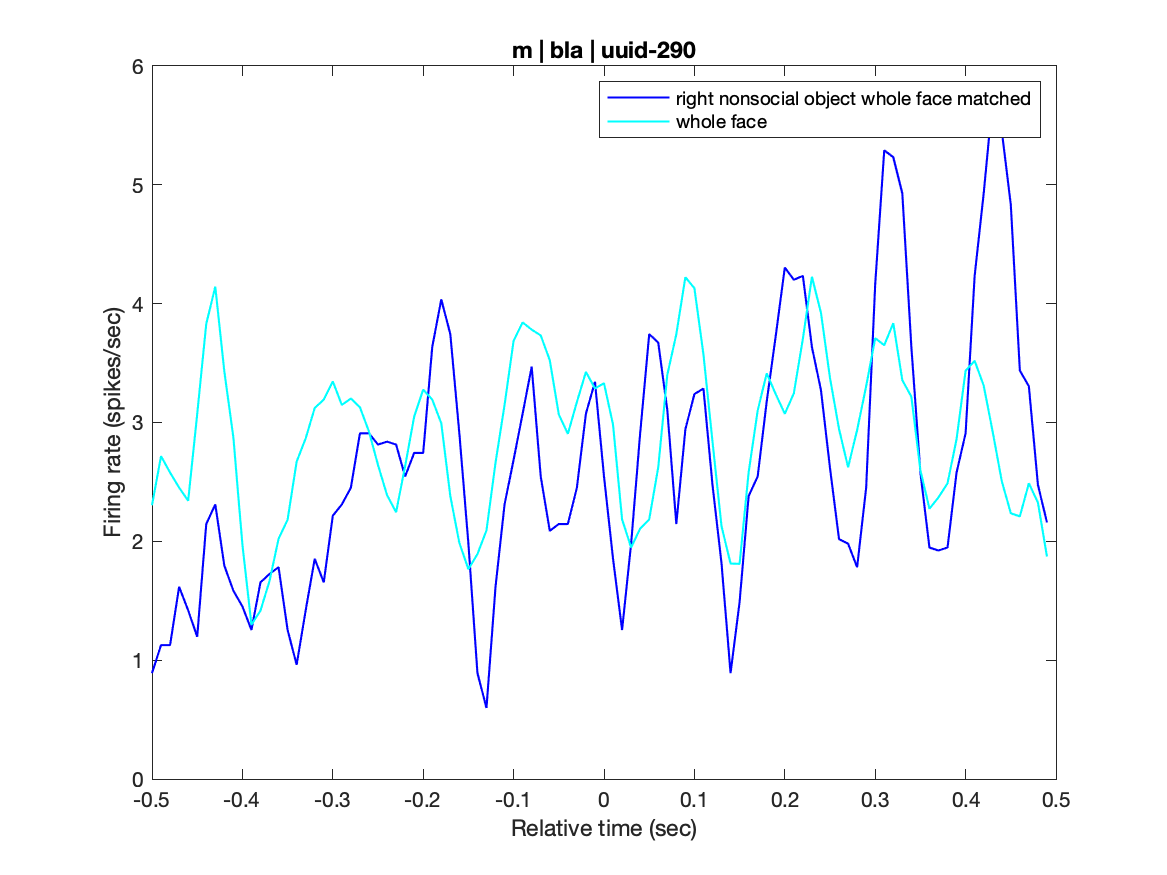 m | bla | uuid-290
right nonsocial object whole face matched
whole face
Firing rate (spikes/sec)
6
5
4
3
2
1
0
-0.5 -0.4 -0.3 -0.2 -0.1 0 0.1 0.2 0.3 0.4 0.5
Relative time (sec)